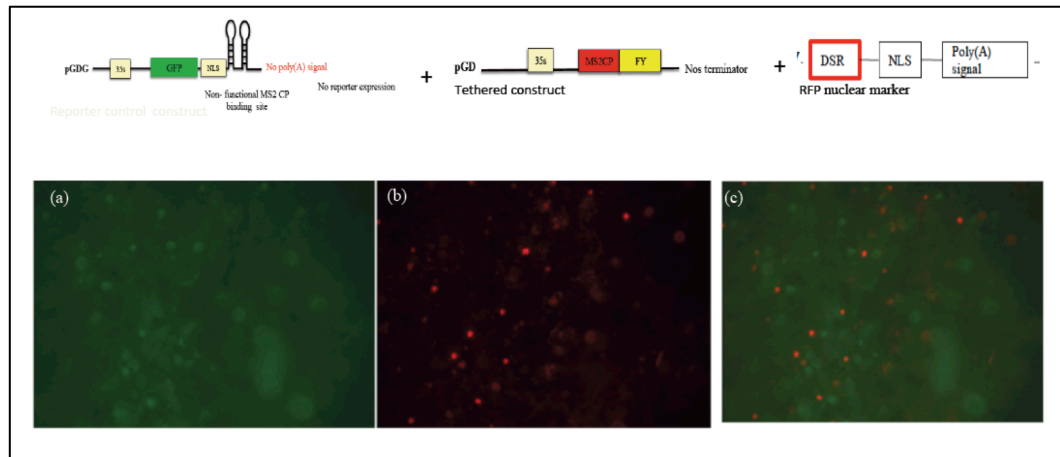 pGDG 35s GFP NLS No poly(A) signal
No reporter expression
Non- functional MS2 CP
binding site
Reporter control construct
+
pGD 35s MS2CP FY Nos terminator
Tethered construct
+
DSR NLS Poly(A)
signal
RFP nuclear marker
(a) (b) (c)